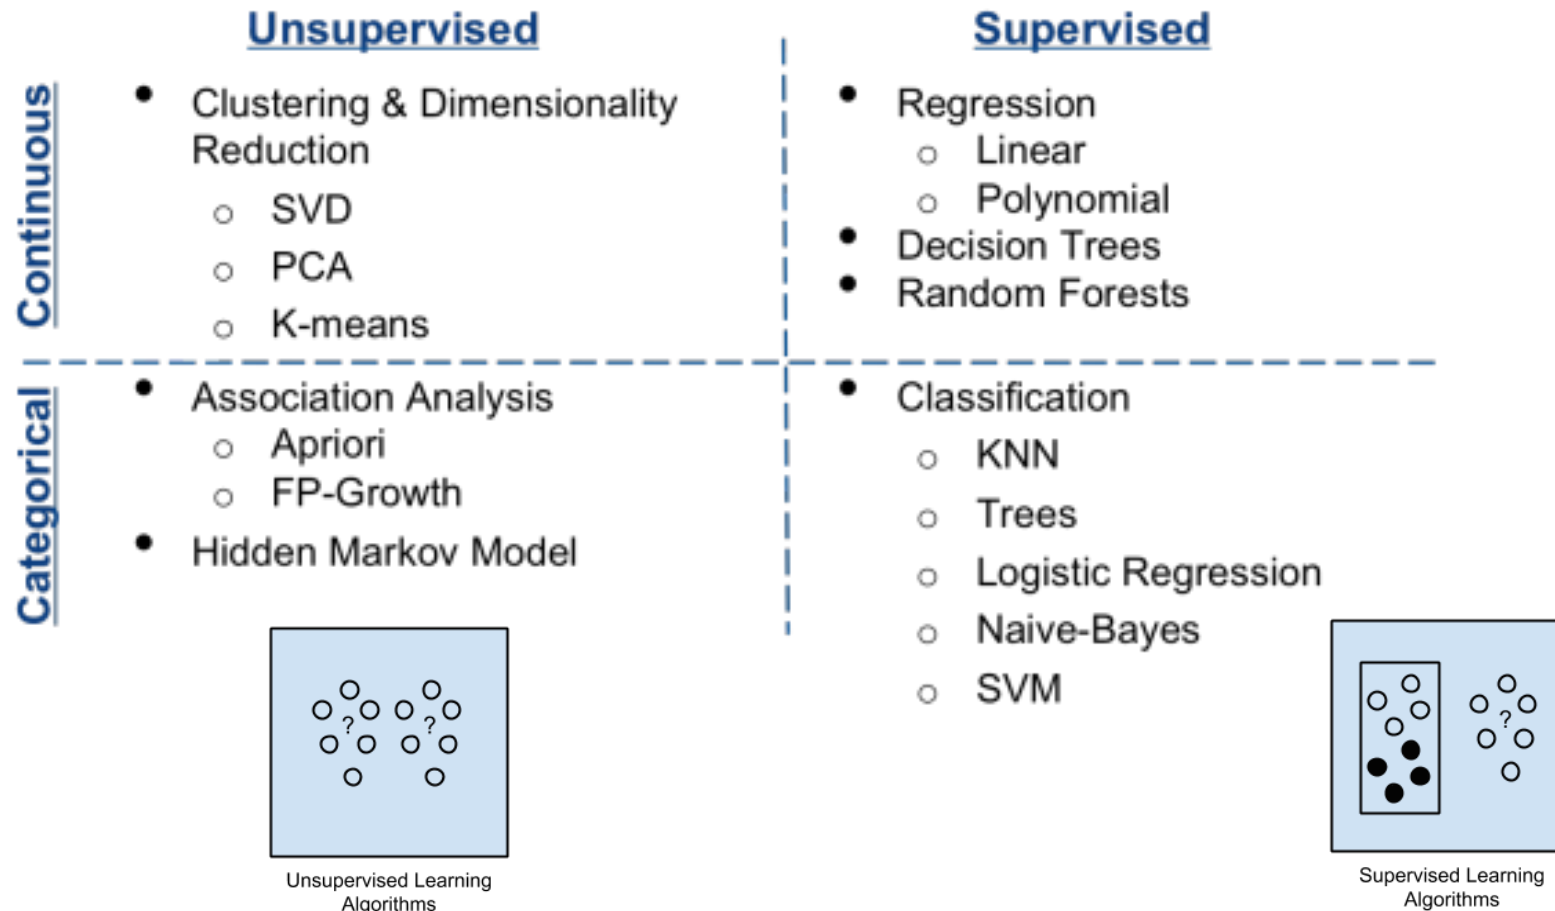 Unsupervised
Supervised
Continuous
Clustering & Dimensionality
Reduction
SVD
PCA
K-means
Regression
Linear
Polynomial
Decision Trees
Random Forests
Categorical
Association Analysis
Apriori
FP-Growth
Hidden Markov Model
Classification
KNN
Trees
Logistic Regression
Naive-Bayes
SVM
? ?
Unsupervised Learning
Algorithms
?
Supervised Learning
Algorithms